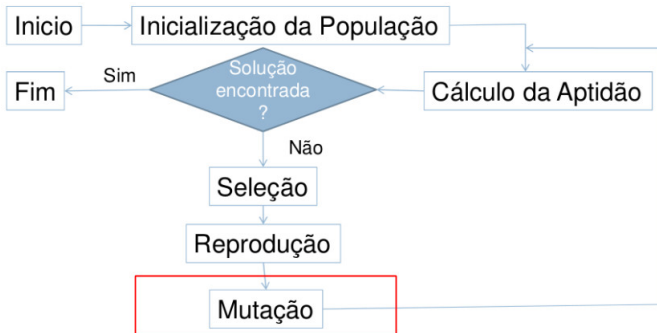 Inicio
Inicialização da População
Solução
encontrada
?
Sim
Fim
Cálculo da Aptidão
Não
Seleção
Reprodução
Mutação